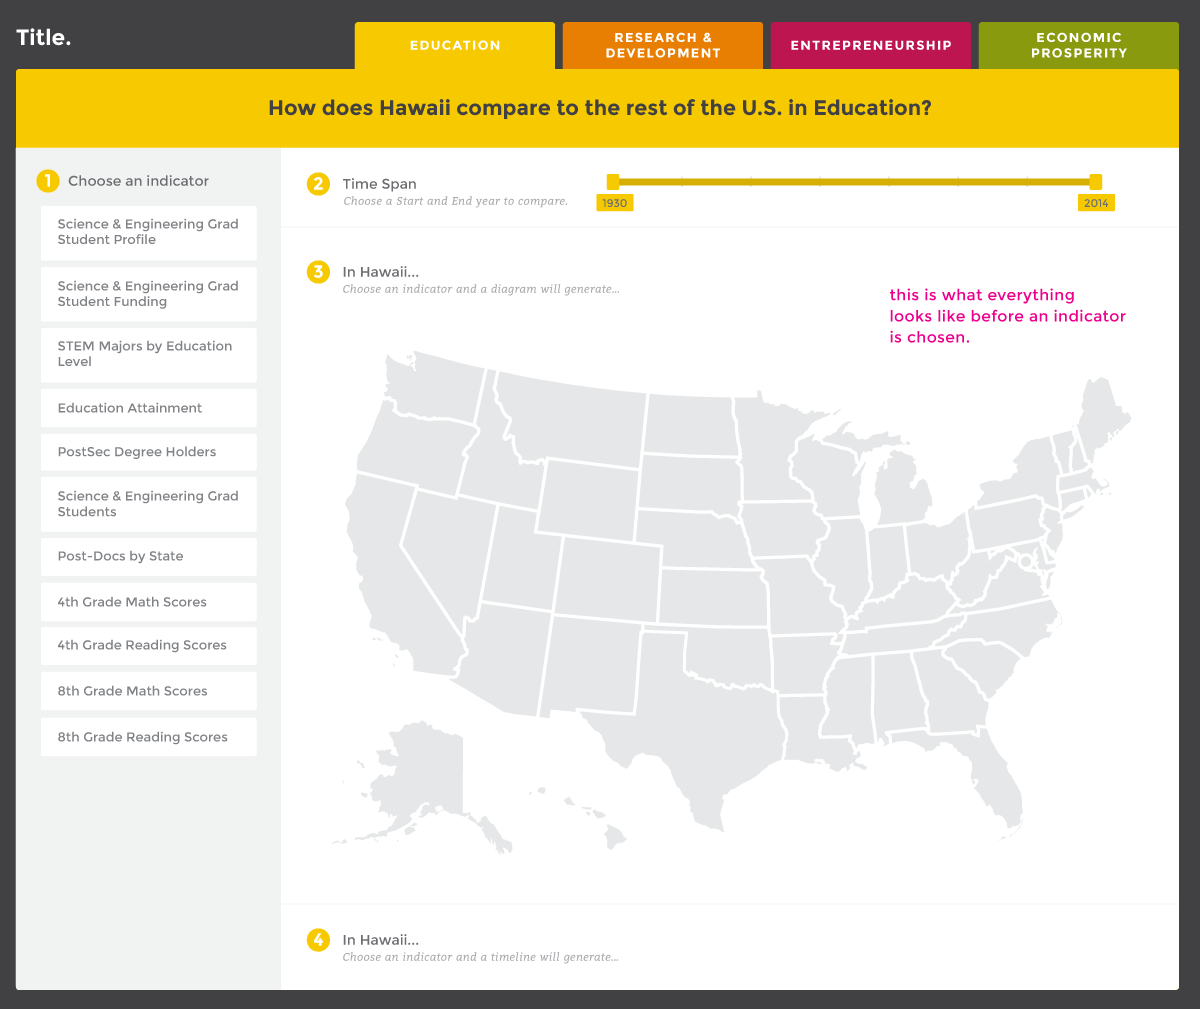 Title.
EDUCATION
RESEARCH &
DEVELOPMENT
ENTREPRENEURSHIP
ECONOMIC
PROSPERITY
How does Hawaii compare to the rest of the U.S. in Education?
1 Choose an indicator
Science & Engineering Grad
Student Profile
Science & Engineering Grad
Student Funding
STEM Majors by Education
Level
Education Attainment
PostSec Degree Holders
Science & Engineering Grad
Students
Post-Docs by State
4th Grade Math Scores
4th Grade Reading Scores
8th Grade Math Scores
8th Grade Reading Scores
2 Time Span
Choose a Start and End year to compare.
1930
2014
3 In Hawaii...
Choose an indicator and a diagram will generate...
this is what everything
looks like before an indicator
is chosen.
4 In Hawaii...
Choose an indicator and a timeline will generate...